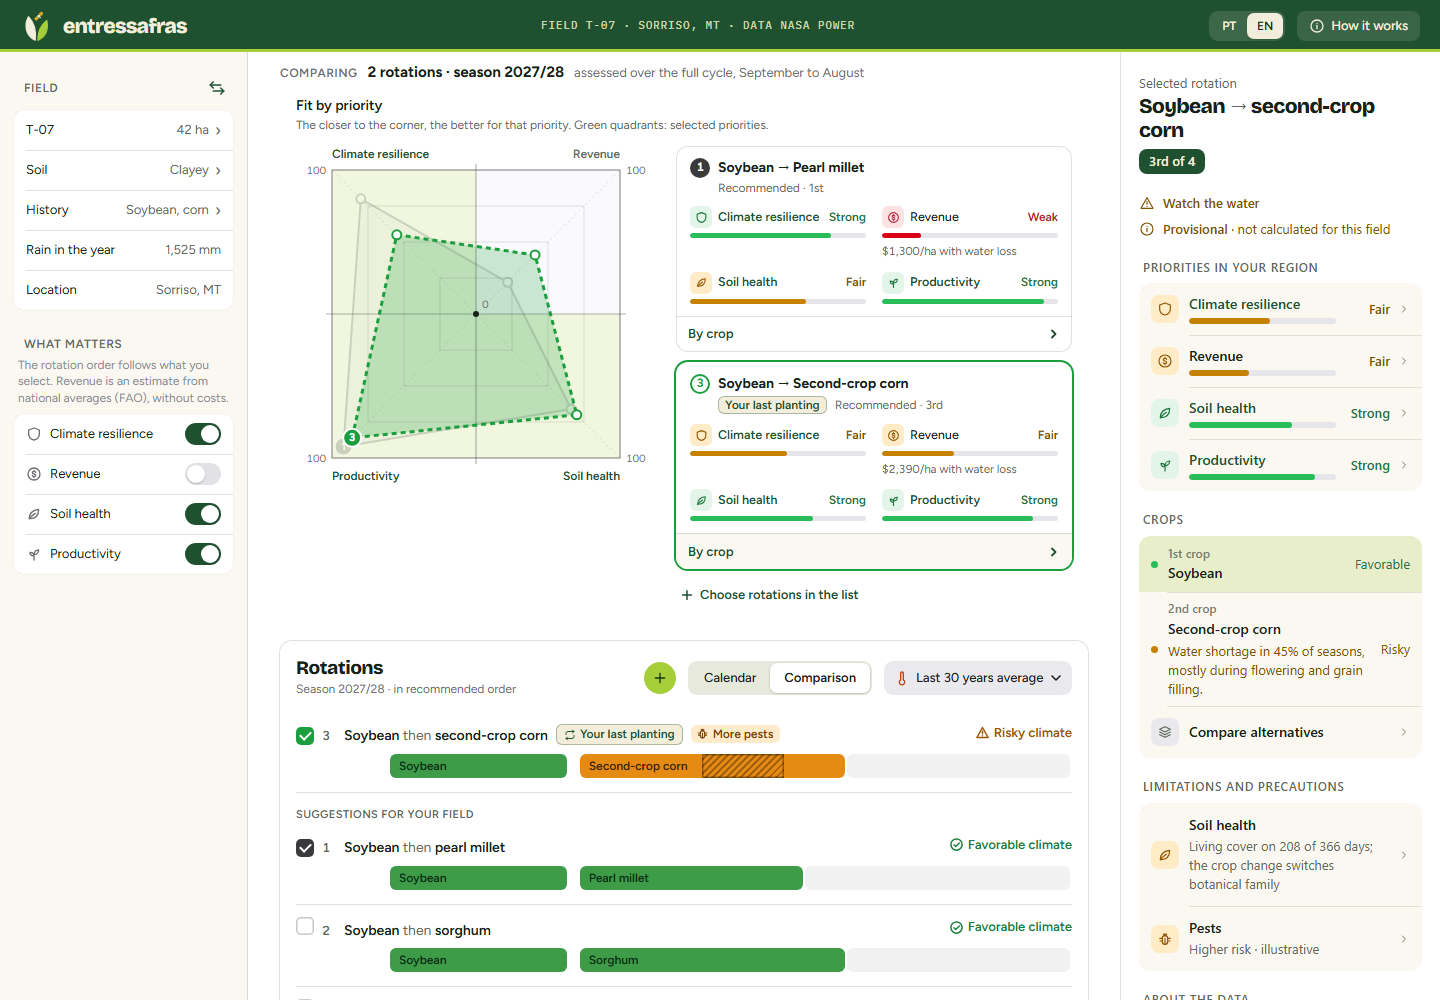 entressafras
FIELD T-07 · SORRISO, MT · DATA NASA POWER
PT EN
How it works
FIELD
T-07 42 ha
Soil Clayey
History Soybean, corn
Rain in the year 1,525 mm
Location Sorriso, MT
WHAT MATTERS
The rotation order follows what you
select. Revenue is an estimate from
national averages (FAO), without costs.
Climate resilience
Revenue
Soil health
Productivity
COMPARING 2 rotations · season 2027/28 assessed over the full cycle, September to August
Fit by priority
The closer to the corner, the better for that priority. Green quadrants: selected priorities.
Climate resilience Revenue
100 100
0
3
100 100
Productivity Soil health
1 Soybean → Pearl millet
Recommended · 1st
Climate resilience Strong
Revenue Weak
$1,300/ha with water loss
Soil health Fair
Productivity Strong
By crop
3 Soybean → Second-crop corn
Your last planting Recommended · 3rd
Climate resilience Fair
Revenue Fair
$2,390/ha with water loss
Soil health Strong
Productivity Strong
By crop
+ Choose rotations in the list
Rotations
Season 2027/28 · in recommended order
+
Calendar Comparison
Last 30 years average
3 Soybean then second-crop corn Your last planting More pests Risky climate
Soybean Second-crop corn
SUGGESTIONS FOR YOUR FIELD
1 Soybean then pearl millet Favorable climate
Soybean Pearl millet
2 Soybean then sorghum Favorable climate
Soybean Sorghum
Selected rotation
Soybean → second-crop
corn
3rd of 4
Watch the water
Provisional · not calculated for this field
PRIORITIES IN YOUR REGION
Climate resilience Fair
Revenue Fair
Soil health Strong
Productivity Strong
CROPS
1st crop
Soybean Favorable
2nd crop
Second-crop corn
Water shortage in 45% of seasons,
mostly during flowering and grain
filling.
Risky
Compare alternatives
LIMITATIONS AND PRECAUTIONS
Soil health
Living cover on 208 of 366 days;
the crop change switches
botanical family
Pests
Higher risk · illustrative
ABOUT THE DATA